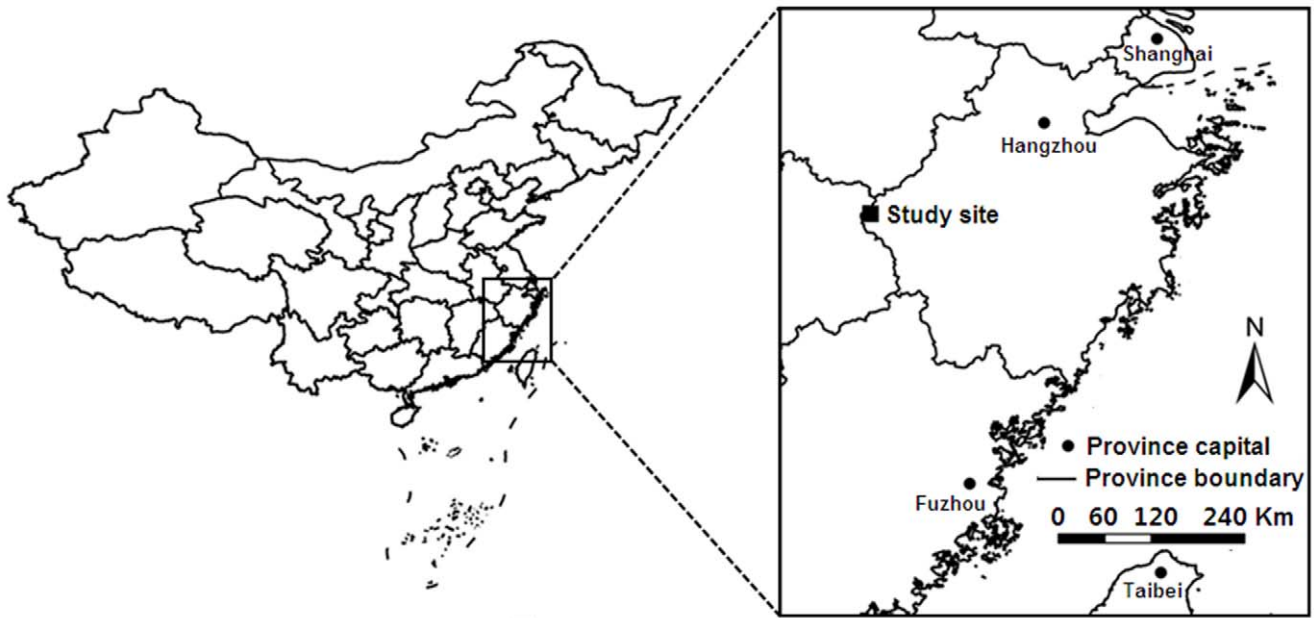 Shanghai
Hangzhou
Study site
N
Province capital
Province boundary
Fuzhou
0 60 120 240 Km
Taibei